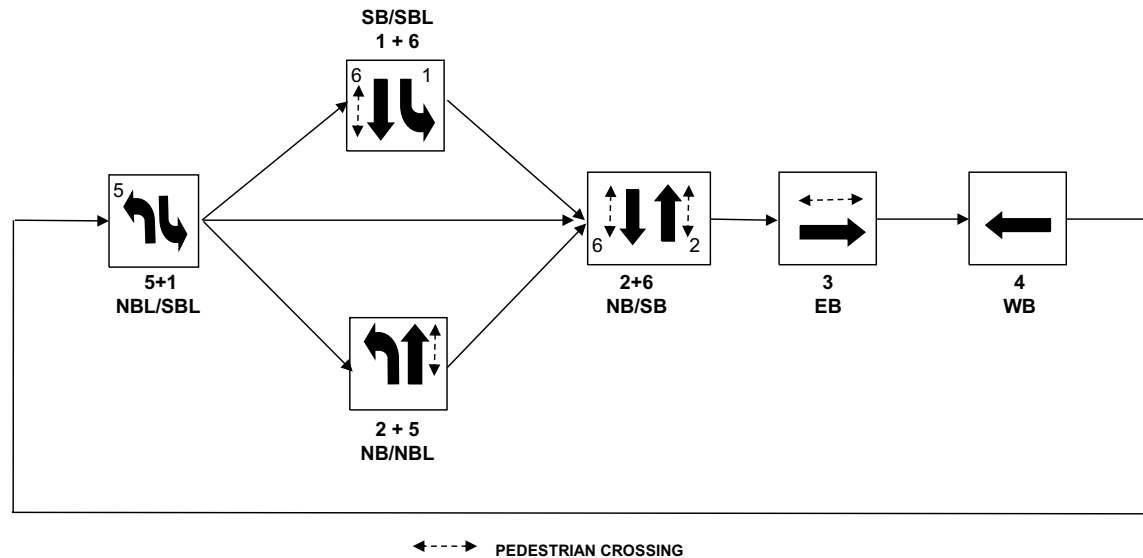 SB/SBL
1 + 6
6 1
5
5+1
NBL/SBL
6 2
2+6
NB/SB
3
EB
4
WB
2 + 5
NB/NBL
PEDESTRIAN CROSSING